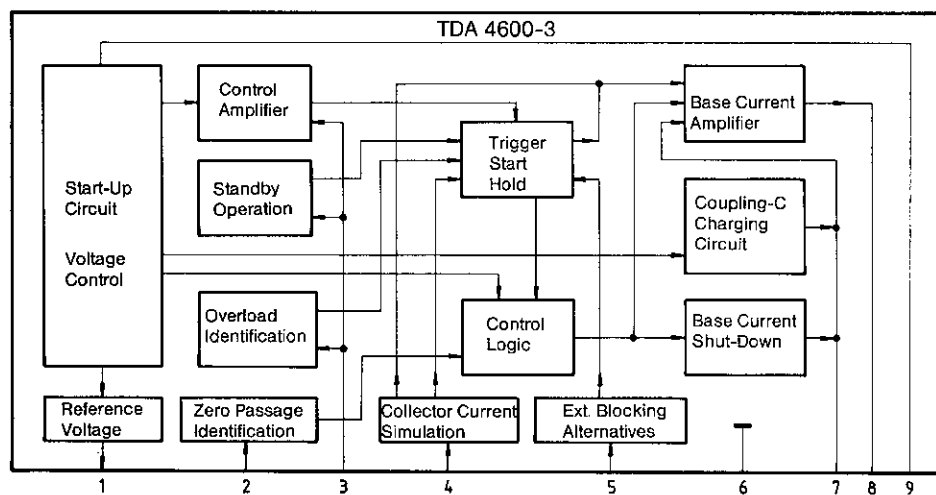 TDA 4600-3
Control
Amplifier
Base Current
Amplifier
Trigger
Start
Hold
Start-Up
Circuit
Standby
Operation
Coupling-C
Charging
Circuit
Voltage
Control
Overload
Identification
Control
Logic
Base Current
Shut-Down
Reference
Voltage
Zero Passage
Identification
Collector Current
Simulation
Ext. Blocking
Alternatives
1 2 3 4 5 6 7 8 9